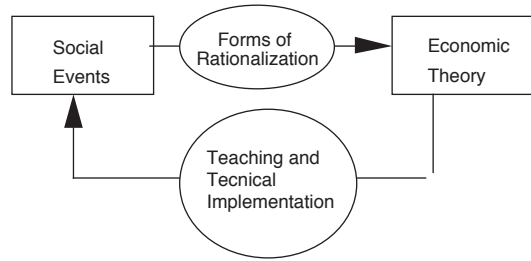 Social
Events
Forms of
Rationalization
Economic
Theory
Teaching and
Tecnical
Implementation